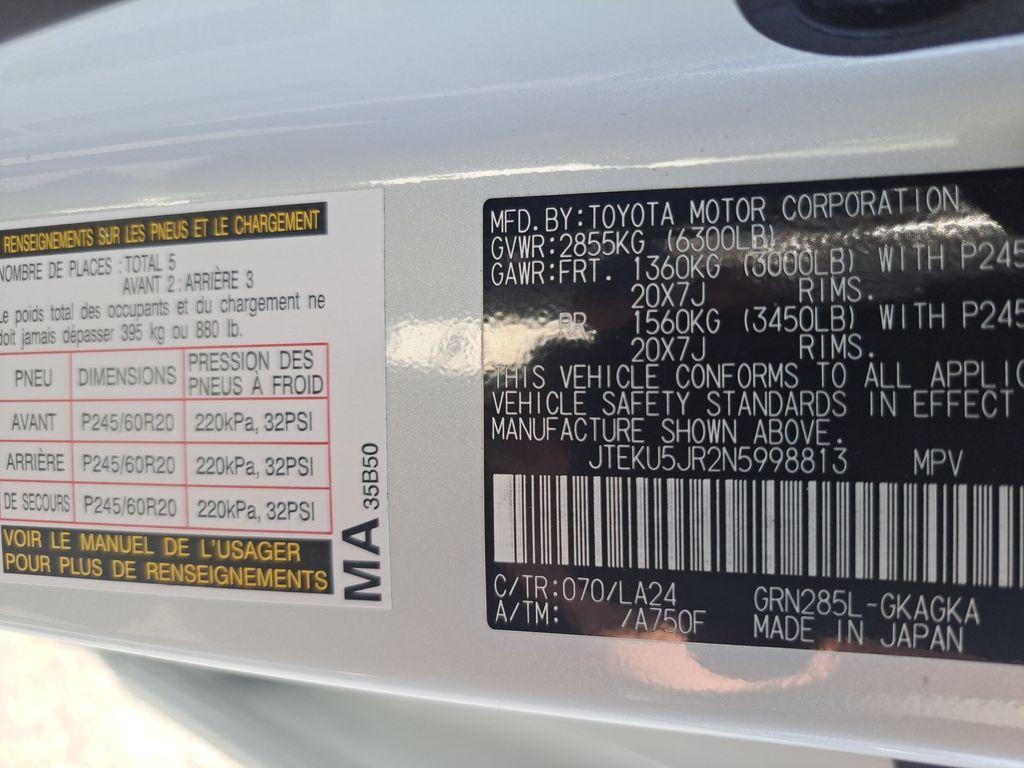 RENSEIGNEMENTS SUR LES PNEUS ET LE CHARGEMENT
NOMBRE DE PLACES : TOTAL 5
AVANT 2 : ARRIÈRE 3
Le poids total des occupants et du chargement ne
doit jamais dépasser 395 kg ou 880 lb.
PNEU DIMENSIONS PRESSION DES PNEUS À FROID
AVANT P245/60R20 220kPa, 32PSI
ARRIÈRE P245/60R20 220kPa, 32PSI
DE SECOURS P245/60R20 220kPa, 32PSI
VOIR LE MANUEL DE L'USAGER
POUR PLUS DE RENSEIGNEMENTS
MA 35B50
MFD. BY: TOYOTA MOTOR CORPORATION
GVWR: 2855KG (6300LB)
GAWR: FRT. 1360KG (3000LB) WITH P245
20X7J RIMS.
RR. 1560KG (3450LB) WITH P245
20X7J RIMS.
THIS VEHICLE CONFORMS TO ALL APPLIC
VEHICLE SAFETY STANDARDS IN EFFECT
MANUFACTURE SHOWN ABOVE.
JTEKU5JR2N5998813 MPV
C/TR: 070/LA24 GRN285L-GKAGKA
A/TM: /A750F MADE IN JAPAN